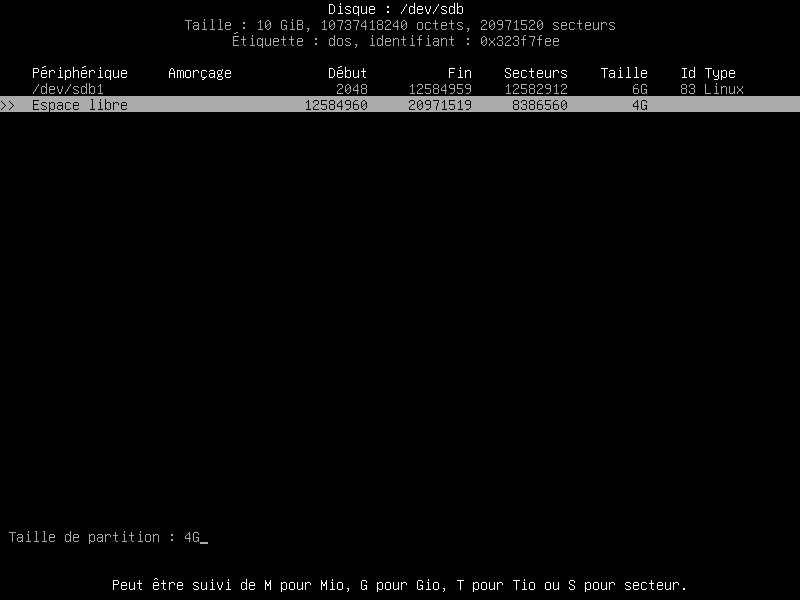 Disque : /dev/sdb
Taille : 10 GiB, 10737418240 octets, 20971520 secteurs
Étiquette : dos, identifiant : 0x323f7fee
Périphérique Amorçage Début Fin Secteurs Taille Id Type
/dev/sdb1 2048 12584959 12582912 6G 83 Linux
>> Espace libre 12584960 20971519 8386560 4G
Taille de partition : 4G_
Peut être suivi de M pour Mio, G pour Gio, T pour Tio ou S pour secteur.